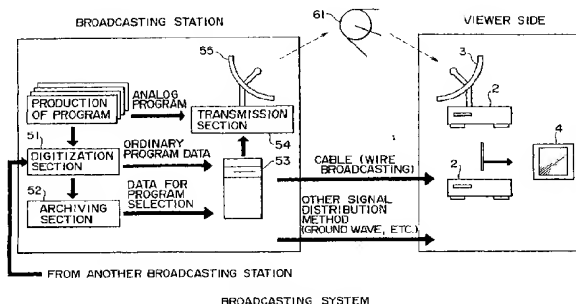 BROADCASTING STATION
61
VIEWER SIDE
55
3
PRODUCTION
OF PROGRAM
ANALOG
PROGRAM
TRANSMISSION
SECTION
2
51
54
4
DIGITIZATION
SECTION
ORDINARY
PROGRAM DATA
53
CABLE (WIRE
BROADCASTING)
2
52
ARCHIVING
SECTION
DATA FOR
PROGRAM
SELECTION
OTHER SIGNAL
DISTRIBUTION
METHOD
(GROUND WAVE, ETC.)
FROM ANOTHER BROADCASTING STATION
BROADCASTING SYSTEM